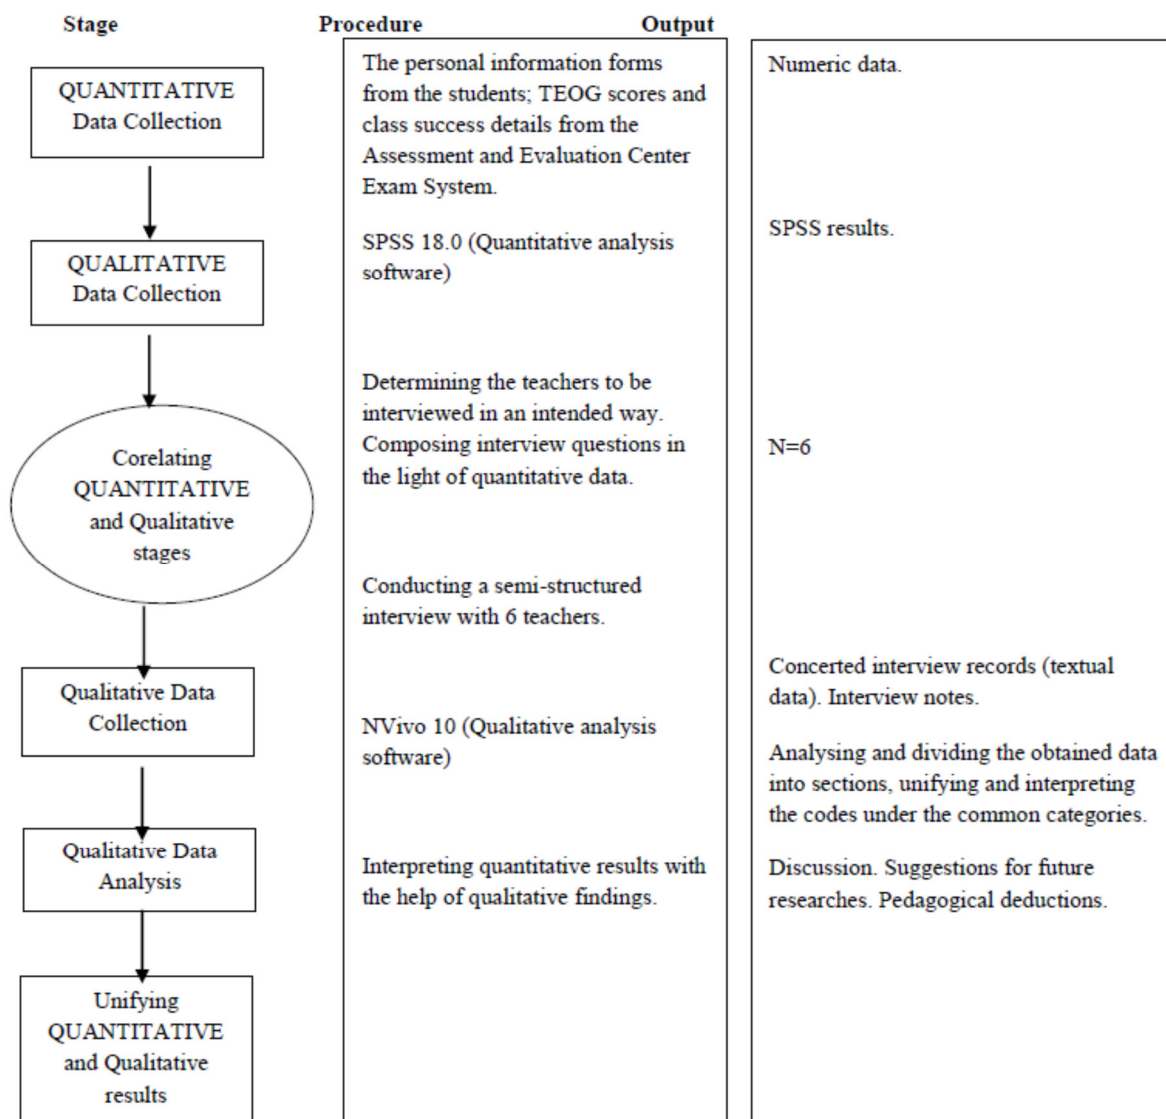 Stage Procedure Output
QUANTITATIVE
Data Collection
QUALITATIVE
Data Collection
Corelating
QUANTITATIVE
and Qualitative
stages
Qualitative Data
Collection
Qualitative Data
Analysis
Unifying
QUANTITATIVE
and Qualitative
results
The personal information forms
from the students; TEOG scores and
class success details from the
Assessment and Evaluation Center
Exam System.
SPSS 18.0 (Quantitative analysis
software)
Determining the teachers to be
interviewed in an intended way.
Composing interview questions in
the light of quantitative data.
Conducting a semi-structured
interview with 6 teachers.
NVivo 10 (Qualitative analysis
software)
Interpreting quantitative results with
the help of qualitative findings.
Numeric data.
SPSS results.
N=6
Concerted interview records (textual
data). Interview notes.
Analysing and dividing the obtained data
into sections, unifying and interpreting
the codes under the common categories.
Discussion. Suggestions for future
researches. Pedagogical deductions.